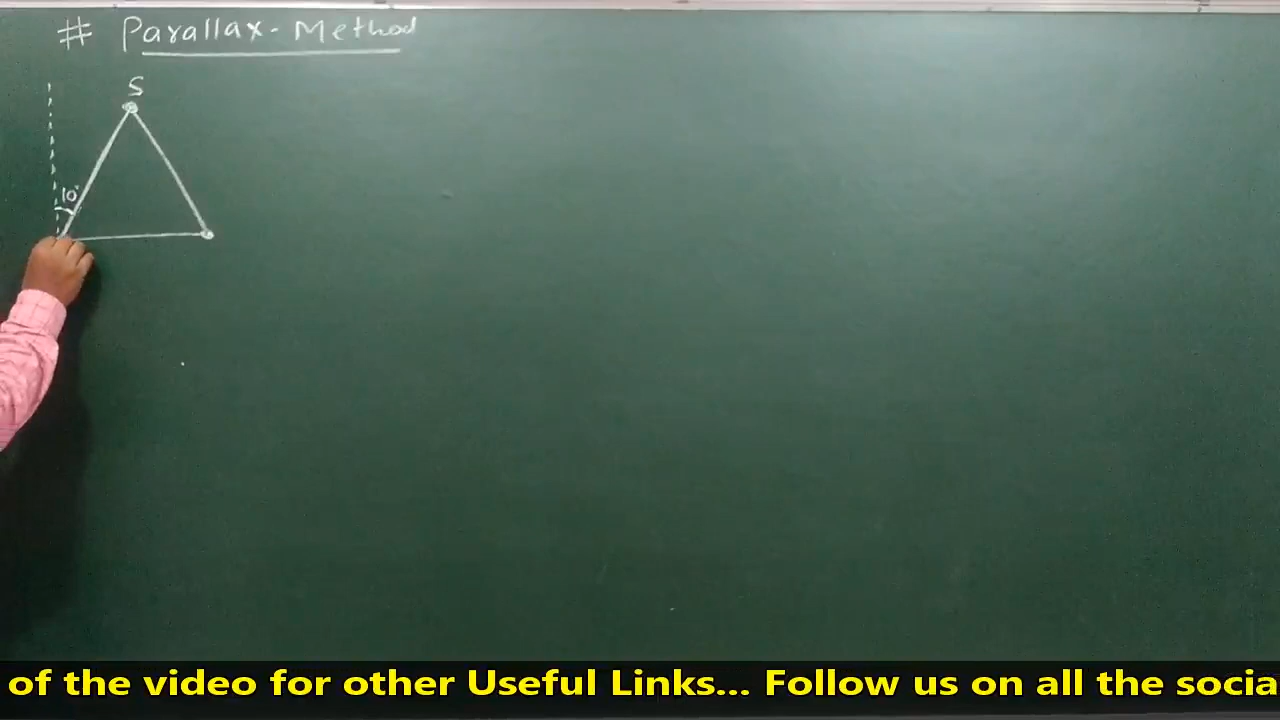 # Parallax-Method
S
10°
of the video for other Useful Links... Follow us on all the socia